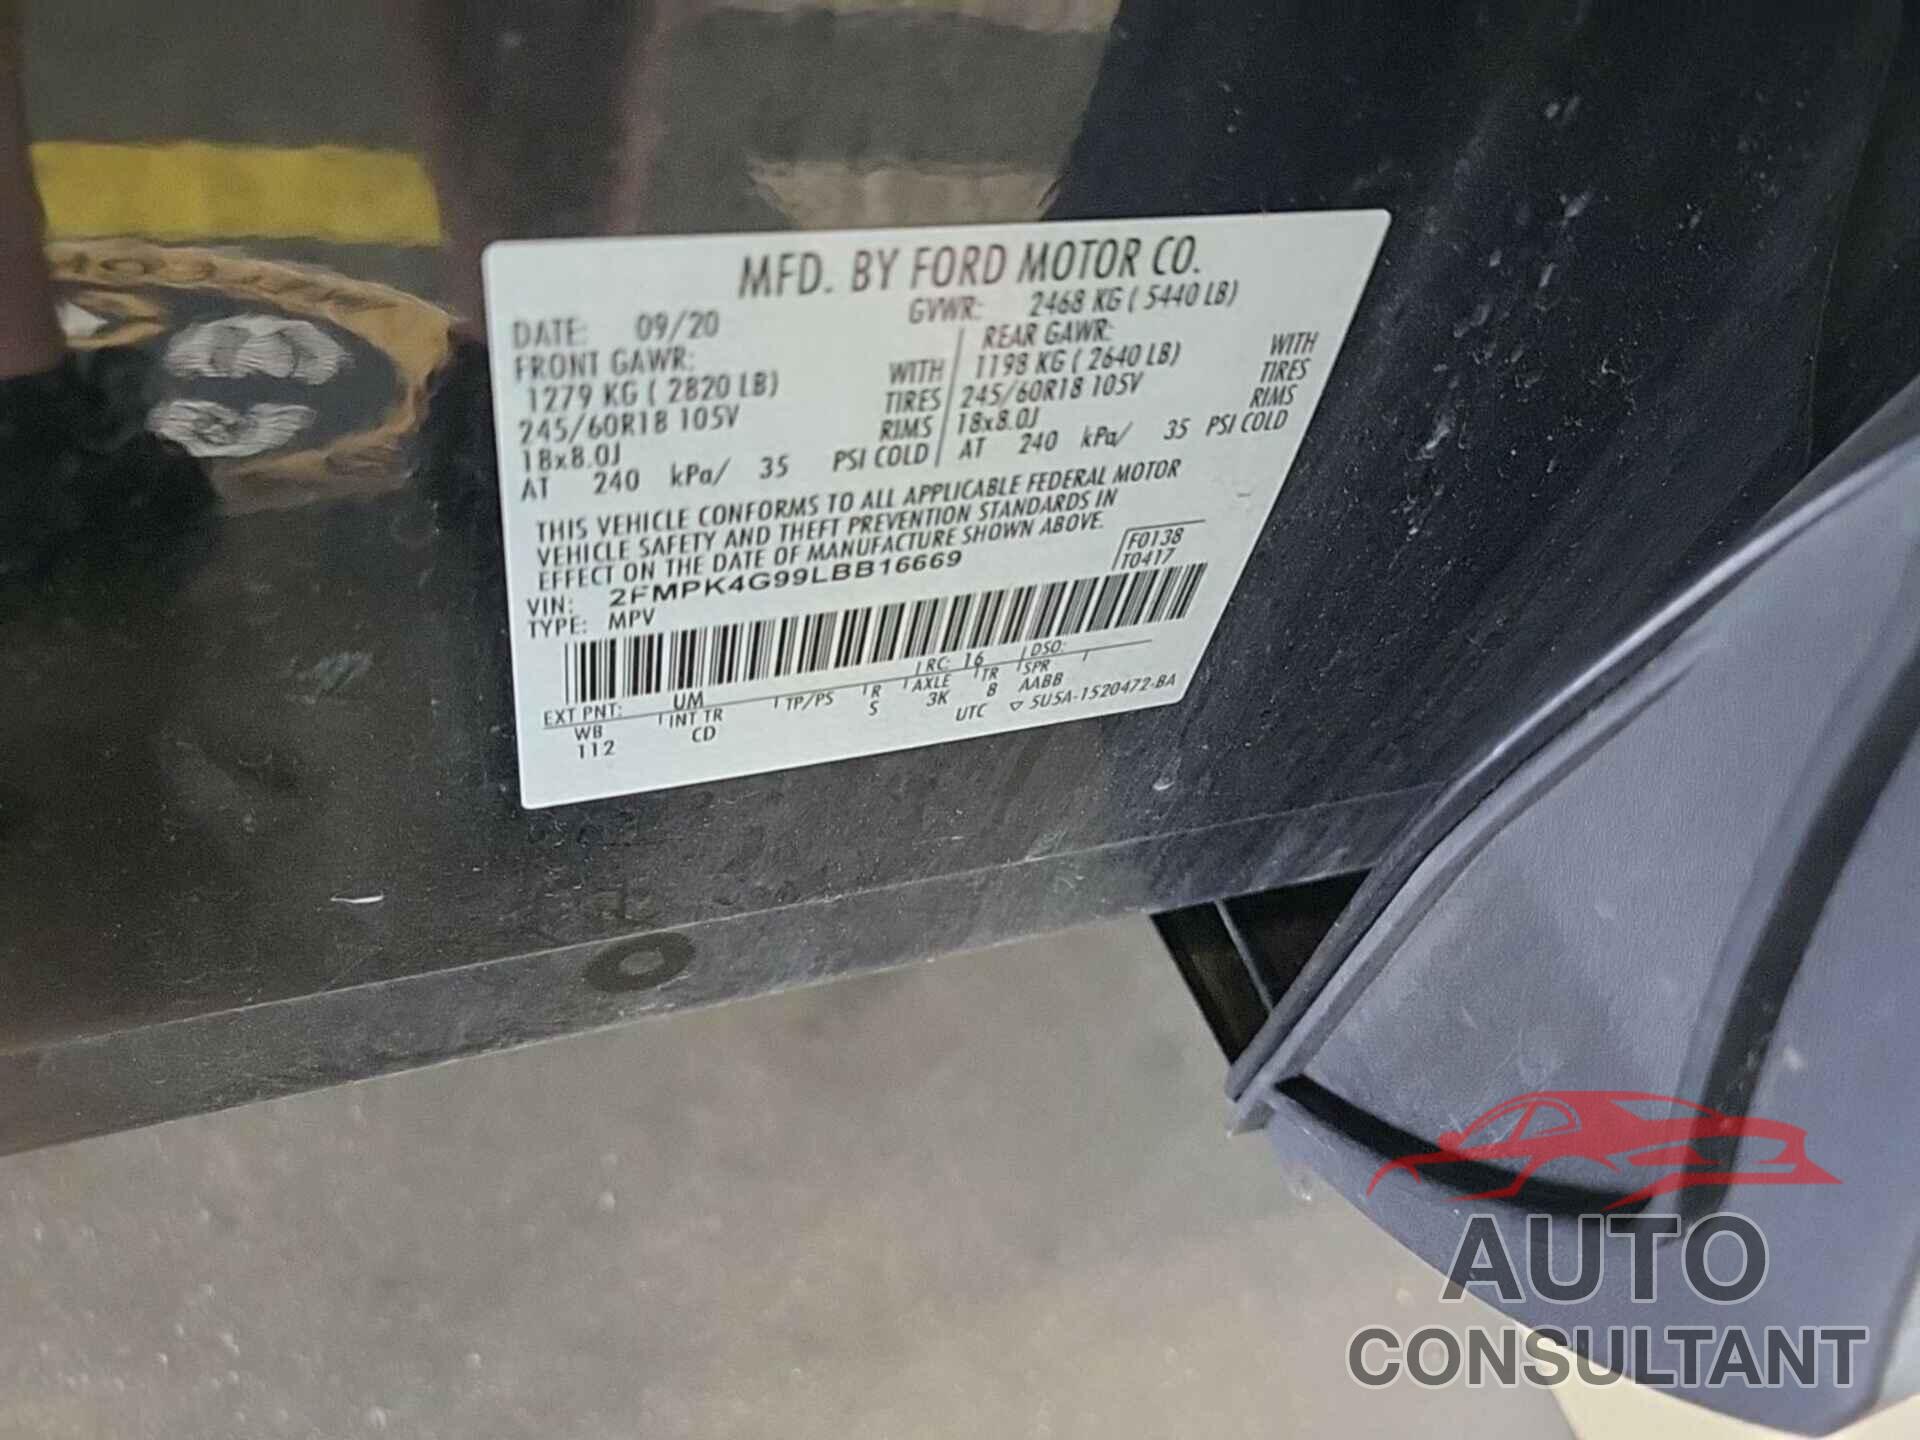 MFD. BY FORD MOTOR CO.
DATE: 09/20 GVWR: 2468 KG ( 5440 LB)
FRONT GAWR: REAR GAWR:
1279 KG ( 2820 LB) WITH 1198 KG ( 2640 LB) WITH
245/60R18 105V TIRES 245/60R18 105V TIRES
18x8.0J RIMS 18x8.0J RIMS
AT 240 kPa/ 35 PSI COLD AT 240 kPa/ 35 PSI COLD
THIS VEHICLE CONFORMS TO ALL APPLICABLE FEDERAL MOTOR
VEHICLE SAFETY AND THEFT PREVENTION STANDARDS IN
EFFECT ON THE DATE OF MANUFACTURE SHOWN ABOVE.
VIN: 2FMPK4G99LBB16669 F0138
TYPE: MPV T0417
EXT PNT: UM RC: 16 DSO:
WB INT TR TP/PS R AXLE TR SPR
112 CD S 3K 8 AABB
UTC ▽ 5U5A-1520472-BA
AUTO
CONSULTANT